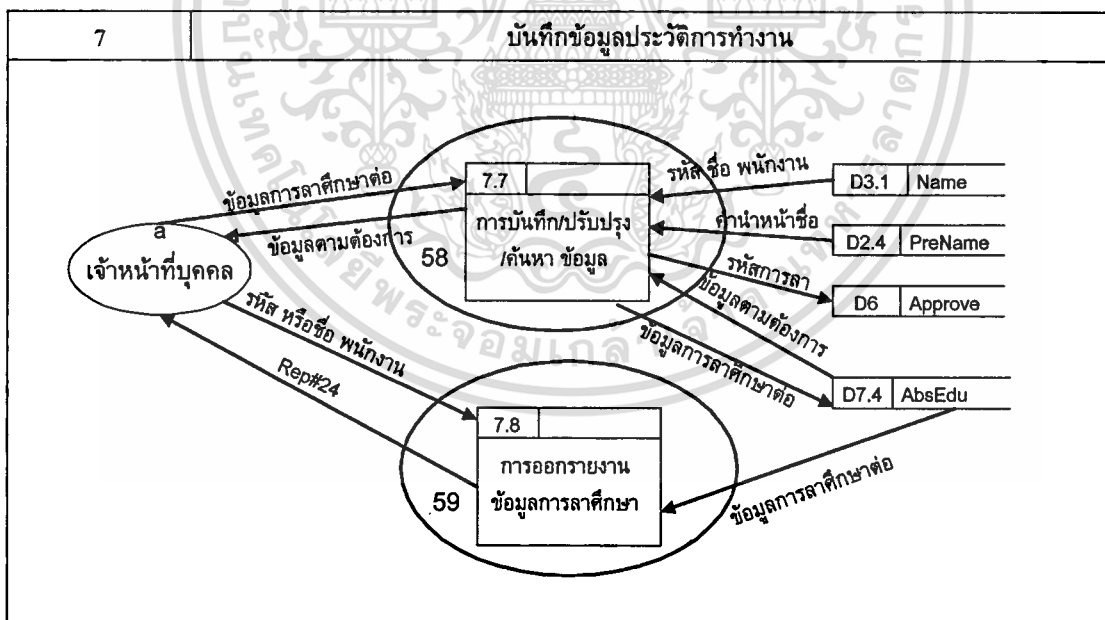 7
บันทึกข้อมูลประวัติการทำงาน
ข้อมูลการลาศึกษาต่อ
ข้อมูลตามต้องการ
a
เจ้าหน้าที่บุคคล
รหัส หรือชื่อ พนักงาน
Rep#24
7.7
การบันทึก/ปรับปรุง
/ค้นหา ข้อมูล
58
รหัส ชื่อ พนักงาน
คำนำหน้าชื่อ
รหัสการลา
ข้อมูลตามต้องการ
ข้อมูลการลาศึกษาต่อ
D3.1 Name
D2.4 PreName
D6 Approve
D7.4 AbsEdu
7.8
การออกรายงาน
ข้อมูลการลาศึกษา
59
ข้อมูลการลาศึกษาต่อ